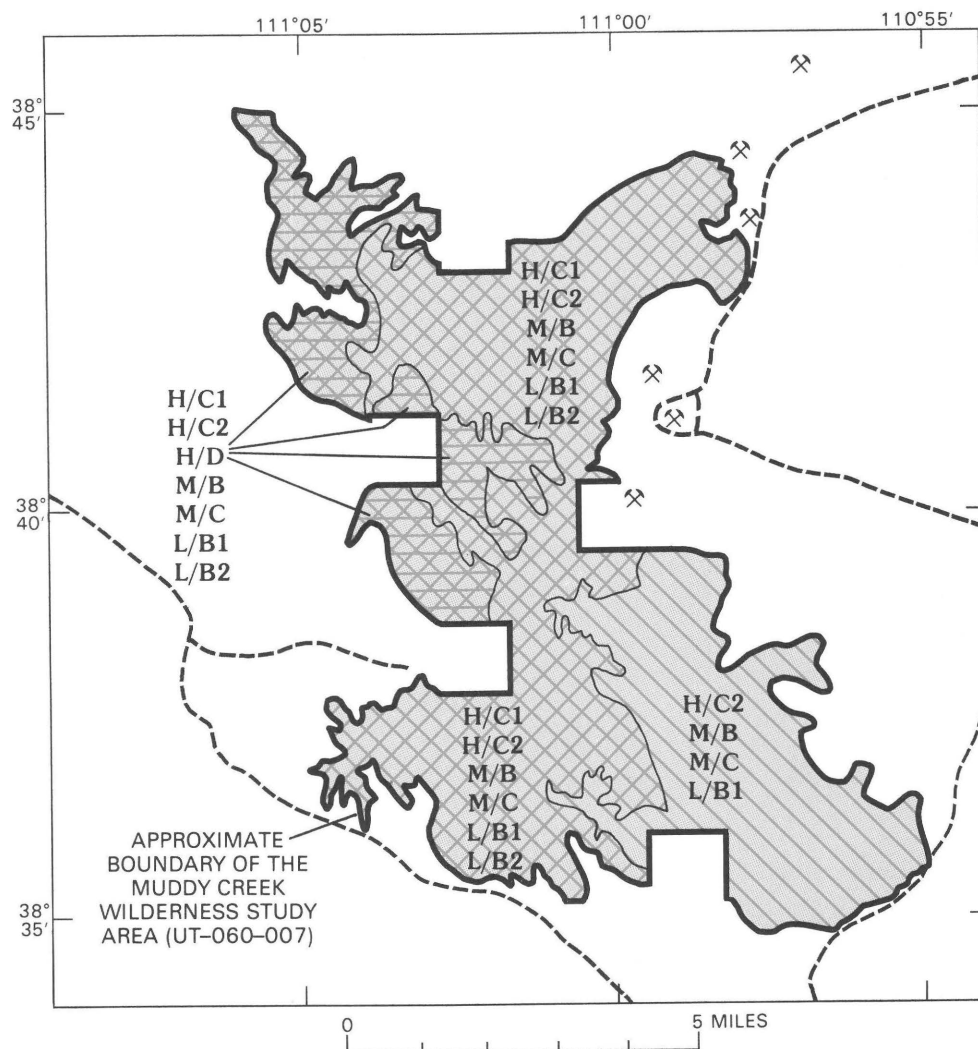 111°05'
111°00'
110°55'
38°
45'
H/C1
H/C2
M/B
M/C
L/B1
L/B2
H/C1
H/C2
H/D
M/B
M/C
L/B1
L/B2
38°
40'
H/C2
M/B
M/C
L/B1
H/C1
H/C2
M/B
M/C
L/B1
L/B2
APPROXIMATE
BOUNDARY OF THE
MUDDY CREEK
WILDERNESS STUDY
AREA (UT–060–007)
38°
35'
0
5 MILES